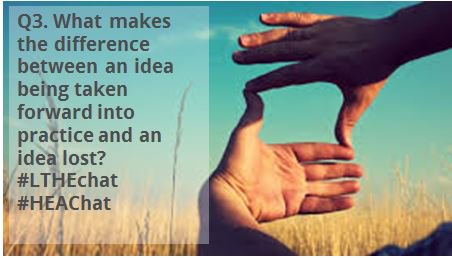 Q3. What makes
the difference
between an idea
being taken
forward into
practice and an
idea lost?
#LTHEchat
#HEAChat